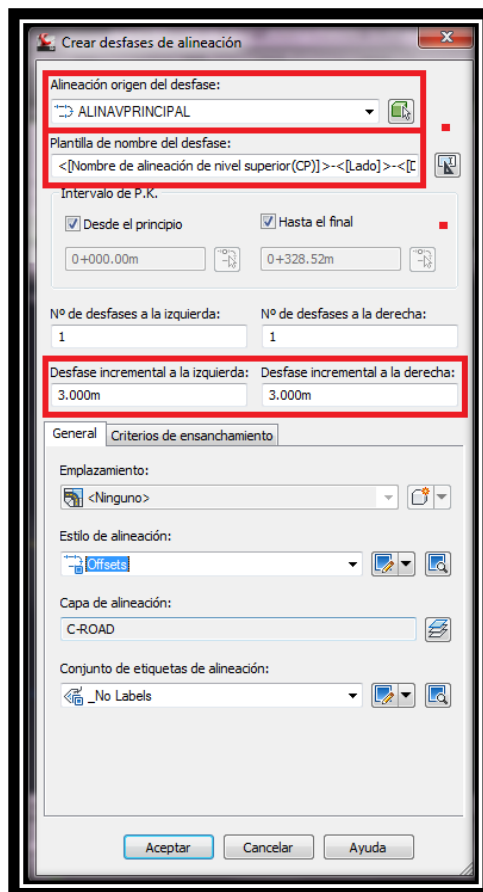 Crear desfases de alineación
Alineación origen del desfase:
ALINAVPRINCIPAL
Plantilla de nombre del desfase:
<[Nombre de alineación de nivel superior(CP)]>-<[Lado]>-<[D
Intervalo de P.K.
Desde el principio
Hasta el final
0+000.00m
0+328.52m
Nº de desfases a la izquierda:
Nº de desfases a la derecha:
1
1
Desfase incremental a la izquierda:
Desfase incremental a la derecha:
3.000m
3.000m
General
Criterios de ensanchamiento
Emplazamiento:
<Ninguno>
Estilo de alineación:
Offsets
Capa de alineación:
C-ROAD
Conjunto de etiquetas de alineación:
_No Labels
Aceptar
Cancelar
Ayuda